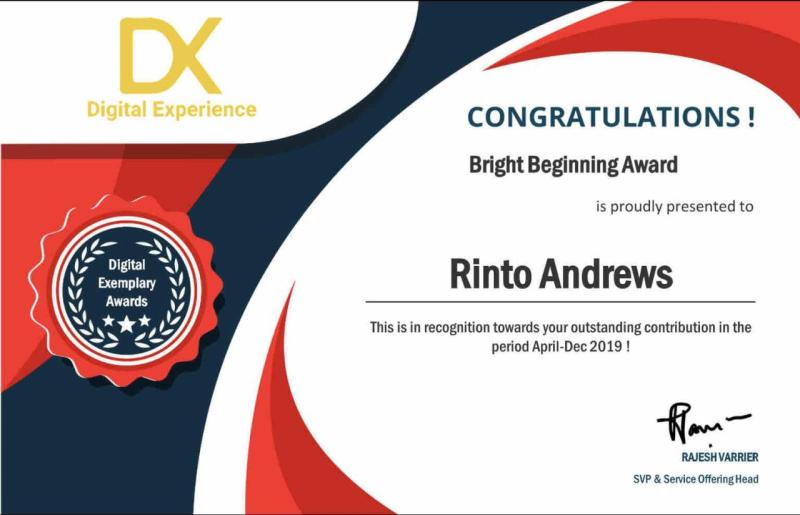 DX
Digital Experience
CONGRATULATIONS !
Bright Beginning Award
is proudly presented to
Digital
Exemplary
Awards
Rinto Andrews
This is in recognition towards your outstanding contribution in the
period April-Dec 2019 !
RAJESH VARRIER
SVP & Service Offering Head